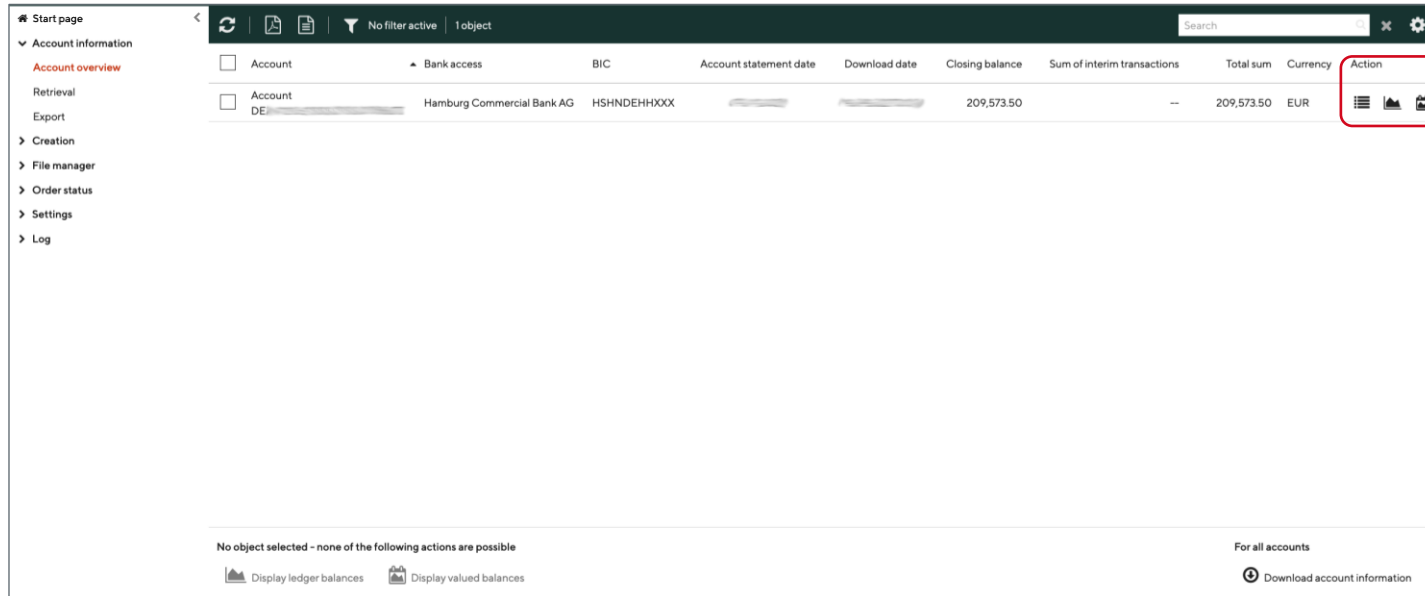 Start page
Account information
Account overview
Retrieval
Export
Creation
File manager
Order status
Settings
Log
No filter active 1 object Search
Account Bank access BIC Account statement date Download date Closing balance Sum of interim transactions Total sum Currency Action
Account
DE Hamburg Commercial Bank AG HSHNDEHHXXX 209,573.50 -- 209,573.50 EUR
No object selected - none of the following actions are possible For all accounts
Display ledger balances Display valued balances Download account information